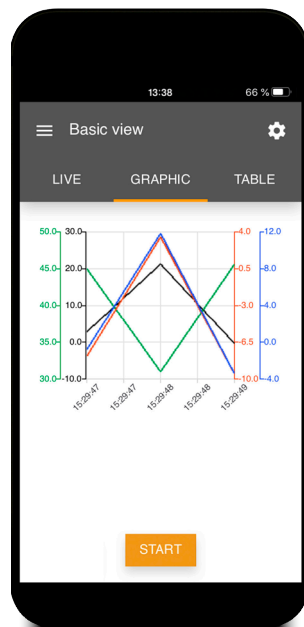 13:38 66 %
Basic view
LIVE GRAPHIC TABLE
50.0 30.0 4.0 12.0
45.0 20.0 0.5 8.0
40.0 10.0 -3.0 4.0
35.0 0.0 -6.5 0.0
30.0 -10.0 -10.0 -4.0
15:29:47 15:29:47 15:29:48 15:29:48 15:29:49
START